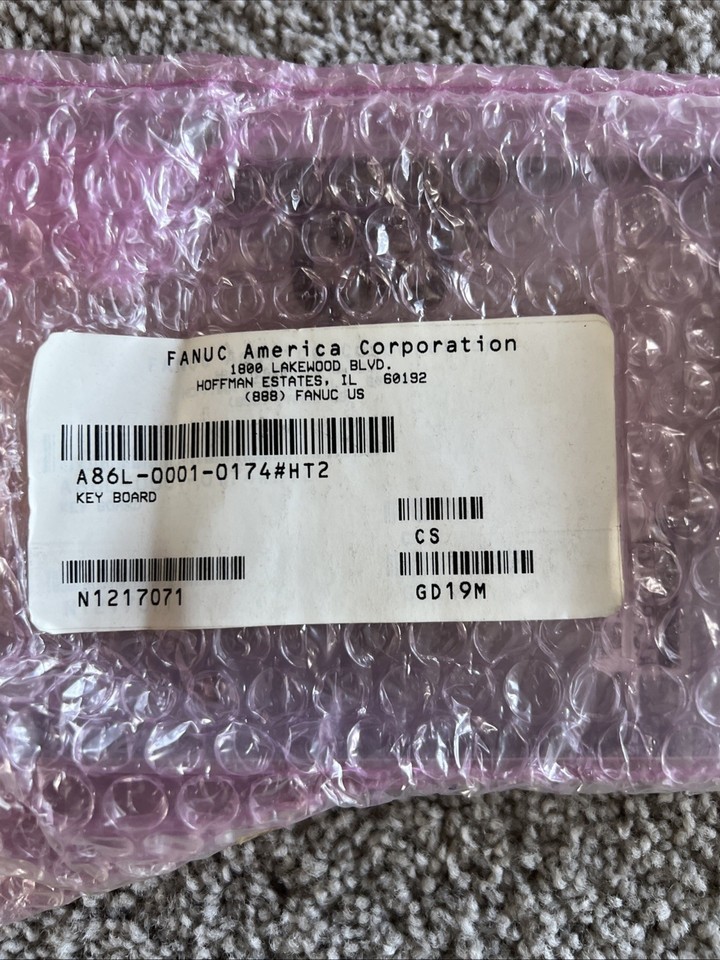 FANUC America Corporation
1800 LAKEWOOD BLVD.
HOFFMAN ESTATES, IL 60192
(888) FANUC US
A86L-0001-0174#HT2
KEY BOARD
CS
N1217071
GD19M